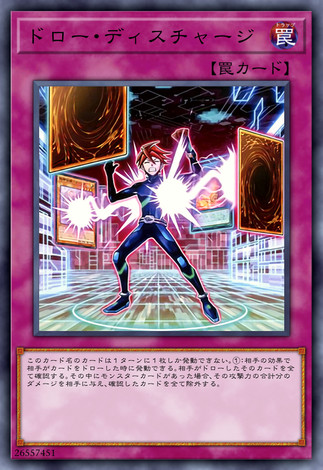 ドロー・ディスチャージ
トラップ
罠
【罠カード】
このカード名のカードは１ターンに１枚しか発動できない。①：相手の効果で
相手がカードをドローした時に発動できる。相手がドローしたそのカードを全
て確認する。その中にモンスターカードがあった場合、その攻撃力の合計分の
ダメージを相手に与え、確認したカードを全て除外する。
26557451